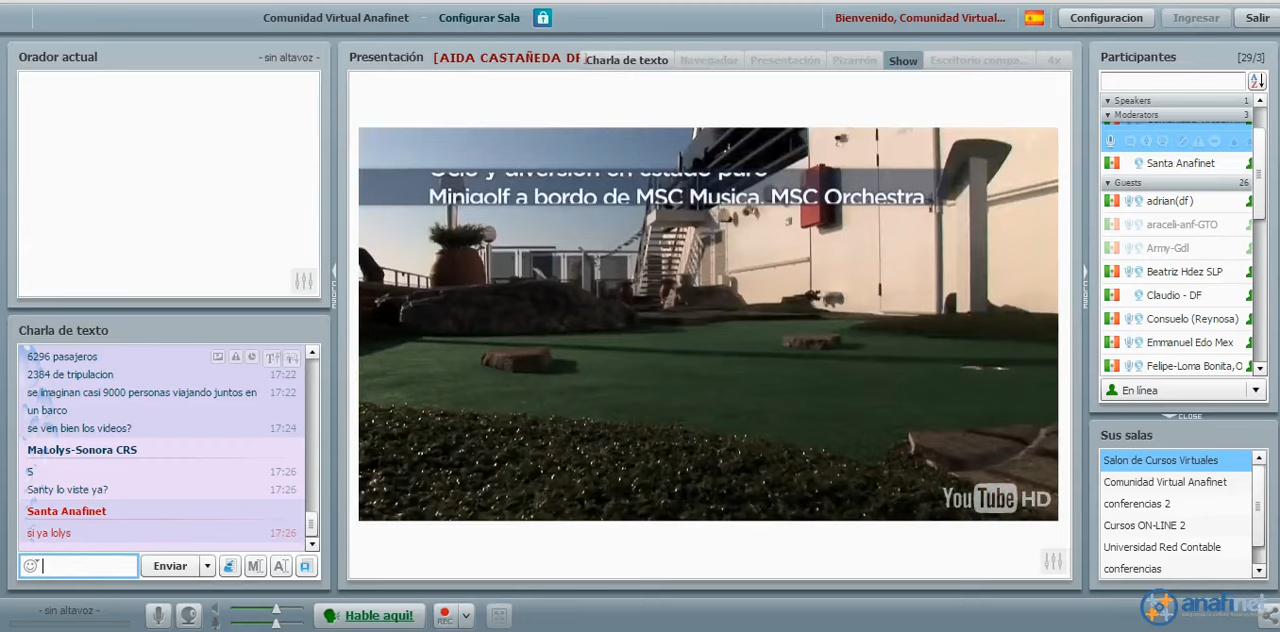 Comunidad Virtual Anafinet
Configurar Sala
Bienvenido, Comunidad Virtual...
Configuracion
Ingresar
Salir
Orador actual
- sin altavoz -
Presentación
[AIDA CASTAÑEDA DE
Charla de texto
Navegador
Presentación
Pizarrón
Show
Escritorio compa...
4x
Participantes
[29/3]
Speakers 1
Moderators 3
Santa Anafinet
Guests 26
adrian(df)
araceli-anf-GTO
Army-Gdl
Beatriz Hdez SLP
Claudio - DF
Consuelo (Reynosa)
Emmanuel Edo Mex
Felipe-Loma Bonita,O
En línea
CLOSE
Ocio y diversión en estado puro
Minigolf a bordo de MSC Musica, MSC Orchestra
YouTube HD
Charla de texto
6296 pasajeros
2384 de tripulacion 17:22
se imaginan casi 9000 personas viajando juntos en 17:22
un barco
se ven bien los videos? 17:24
MaLolys-Sonora CRS
S 17:26
Santy lo viste ya? 17:26
Santa Anafinet
si ya lolys 17:26
Enviar
Sus salas
Salon de Cursos Virtuales
Comunidad Virtual Anafinet
conferencias 2
Cursos ON-LINE 2
Universidad Red Contable
conferencias
- sin altavoz -
Hable aqui!
REC
anafinet